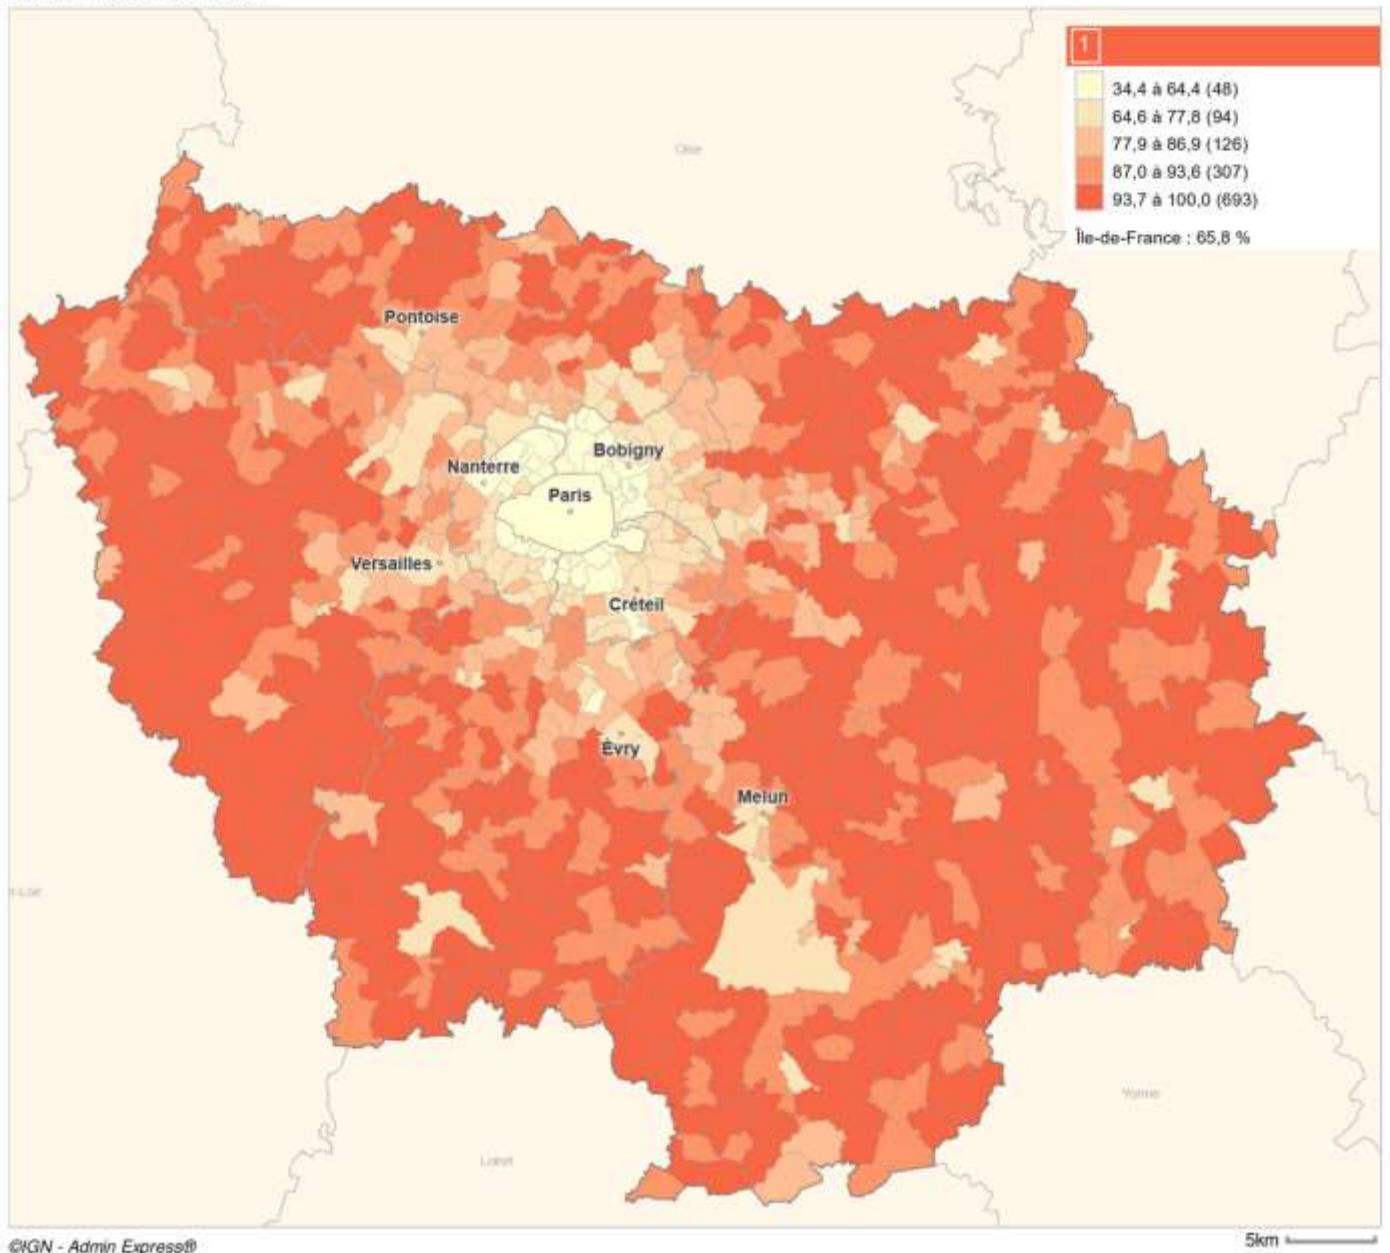 1
34,4 à 64,4 (48)
64,6 à 77,8 (94)
77,9 à 86,9 (126)
87,0 à 93,6 (307)
93,7 à 100,0 (693)
Île-de-France : 65,8 %
Oise
Pontoise
Bobigny
Nanterre
Paris
Versailles
Créteil
Évry
Melun
Yonne
Loiret
©IGN - Admin Express®
5km